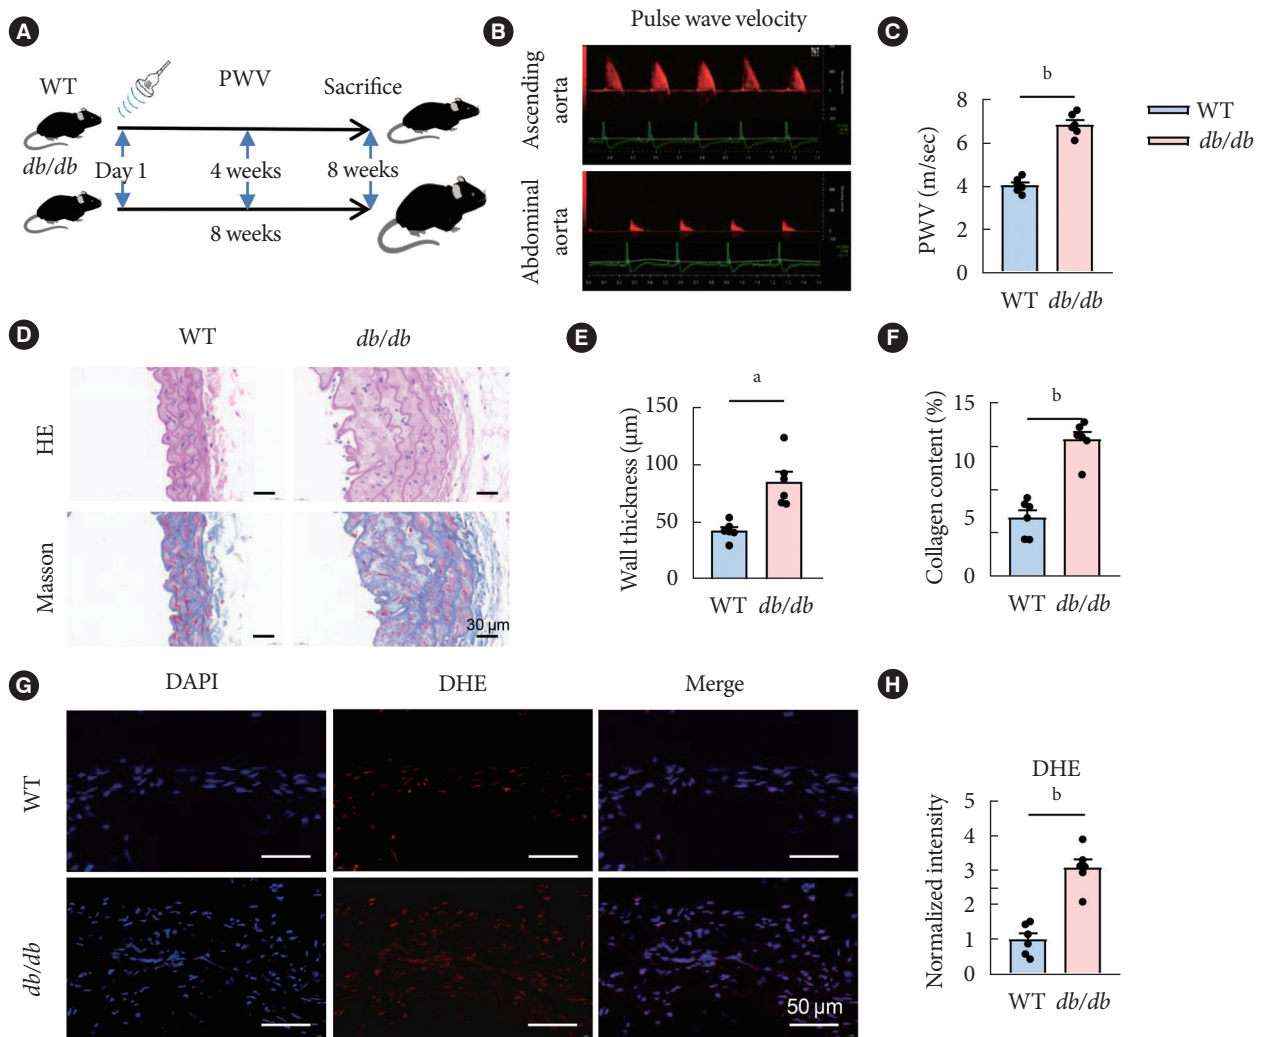 A
WT
PWV
Sacrifice
db/db
Day 1
4 weeks
8 weeks
8 weeks
B
Pulse wave velocity
Ascending
aorta
Abdominal
aorta
C
b
8
6
4
2
0
PWV (m/sec)
WT
db/db
WT
db/db
D
WT
db/db
HE
Masson
30 µm
E
a
150
100
50
0
Wall thickness (µm)
WT
db/db
F
b
15
10
5
0
Collagen content (%)
WT
db/db
G
DAPI
DHE
Merge
WT
db/db
50 µm
H
DHE
b
5
4
3
2
1
0
Normalized intensity
WT
db/db